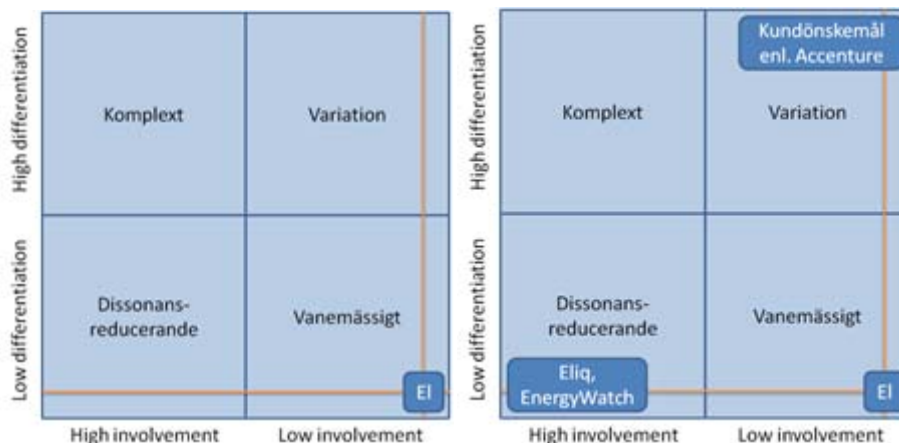 High differentiation
Low differentiation
Komplext
Variation
Dissonans-
reducerande
Vanemässigt
El
High involvement
Low involvement
High differentiation
Low differentiation
Kundönskemål
enl. Accenture
Komplext
Variation
Dissonans-
reducerande
Vanemässigt
Eliq,
EnergyWatch
El
High involvement
Low involvement